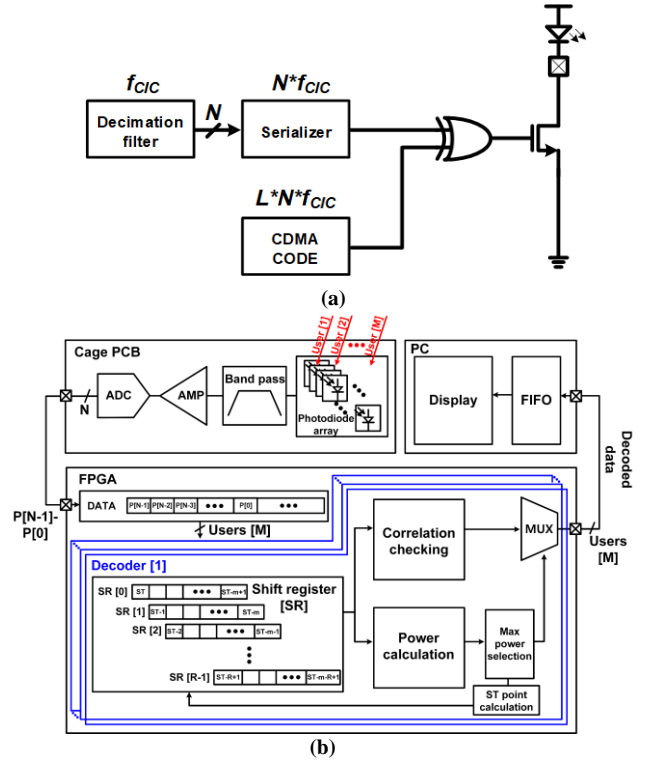 f_CIC
N*f_CIC
Decimation
filter
N
Serializer
L*N*f_CIC
CDMA
CODE
(a)
User [1]
User [2]
User [M]
Cage PCB
PC
N
ADC
AMP
Band pass
Photodiode
array
Display
FIFO
Decoded
data
FPGA
P[N-1]-
P[0]
DATA
P[N-1] P[N-2] P[N-3] P[0]
Users [M]
Decoder [1]
Correlation
checking
MUX
Users
[M]
Shift register
[SR]
SR [0] ST ST-m+1
SR [1] ST-1 ST-m
SR [2] ST-2 ST-m-1
SR [R-1] ST-R+1 ST-m-R+1
Power
calculation
Max
power
selection
ST point
calculation
(b)